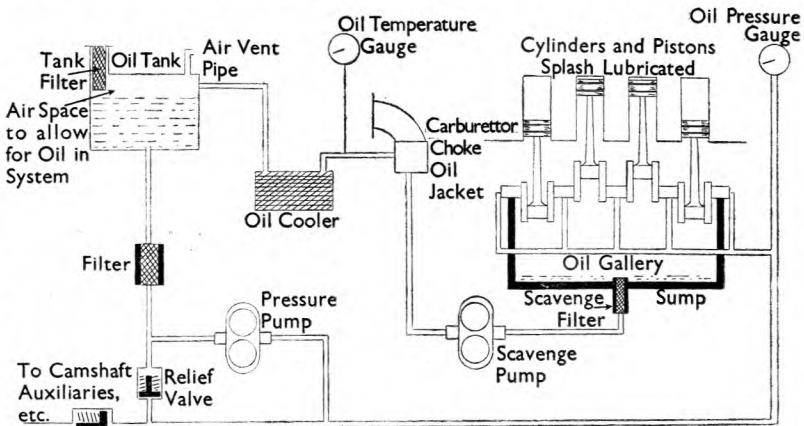 Oil Temperature
Gauge
Oil Pressure
Gauge
Cylinders and Pistons
Splash Lubricated
Tank
Filter
Oil Tank
Air Vent
Pipe
Air Space
to allow
for Oil in
System
Carburettor
Choke
Oil
Jacket
Oil Cooler
Filter
Oil Gallery
Scavenge
Filter
Sump
Pressure
Pump
Scavenge
Pump
To Camshaft
Auxiliaries,
etc.
Relief
Valve